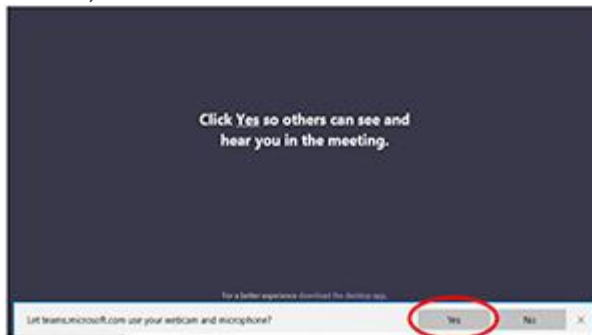 Click Yes so others can see and
hear you in the meeting.
For a better experience download the desktop app.
Let teams.microsoft.com use your webcam and microphone?
Yes
No